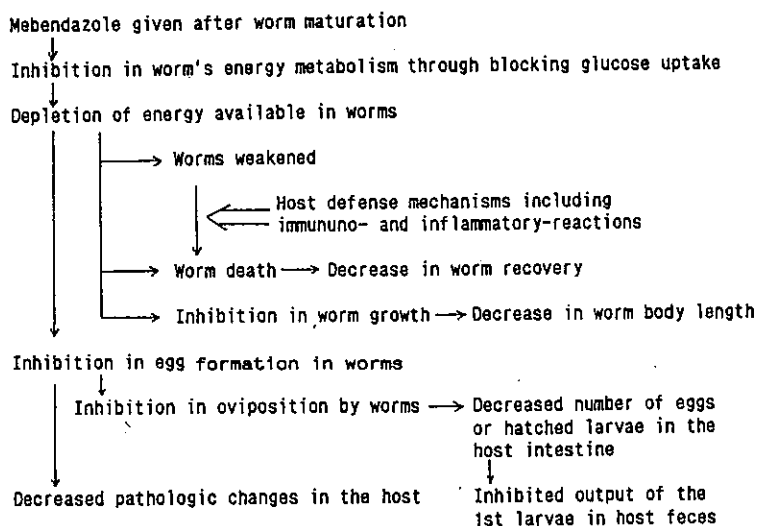 Mebendazole given after worm maturation
Inhibition in worm's energy metabolism through blocking glucose uptake
Depletion of energy available in worms
Worms weakened
Host defense mechanisms including
immununo- and inflammatory-reactions
Worm death
Decrease in worm recovery
Inhibition in worm growth
Decrease in worm body length
Inhibition in egg formation in worms
Inhibition in oviposition by worms
Decreased number of eggs
or hatched larvae in the
host intestine
Decreased pathologic changes in the host
Inhibited output of the
1st larvae in host feces